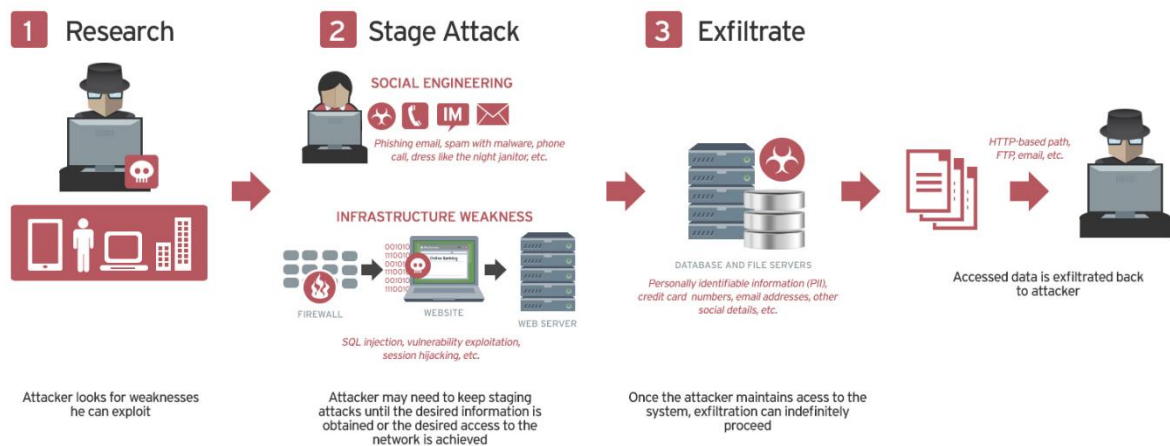 1 Research
Attacker looks for weaknesses
he can exploit
2 Stage Attack
SOCIAL ENGINEERING
IM
Phishing email, spam with malware, phone
call, dress like the night janitor, etc.
INFRASTRUCTURE WEAKNESS
FIREWALL
001010
110010
WEBSITE
Online Banking
WEB SERVER
SQL injection, vulnerability exploitation,
session hijacking, etc.
Attacker may need to keep staging
attacks until the desired information is
obtained or the desired access to the
network is achieved
3 Exfiltrate
DATABASE AND FILE SERVERS
Personally identifiable information (PII),
credit card numbers, email addresses, other
social details, etc.
Once the attacker maintains acess to the
system, exfiltration can indefinitely
proceed
HTTP-based path,
FTP, email, etc.
Accessed data is exfiltrated back
to attacker